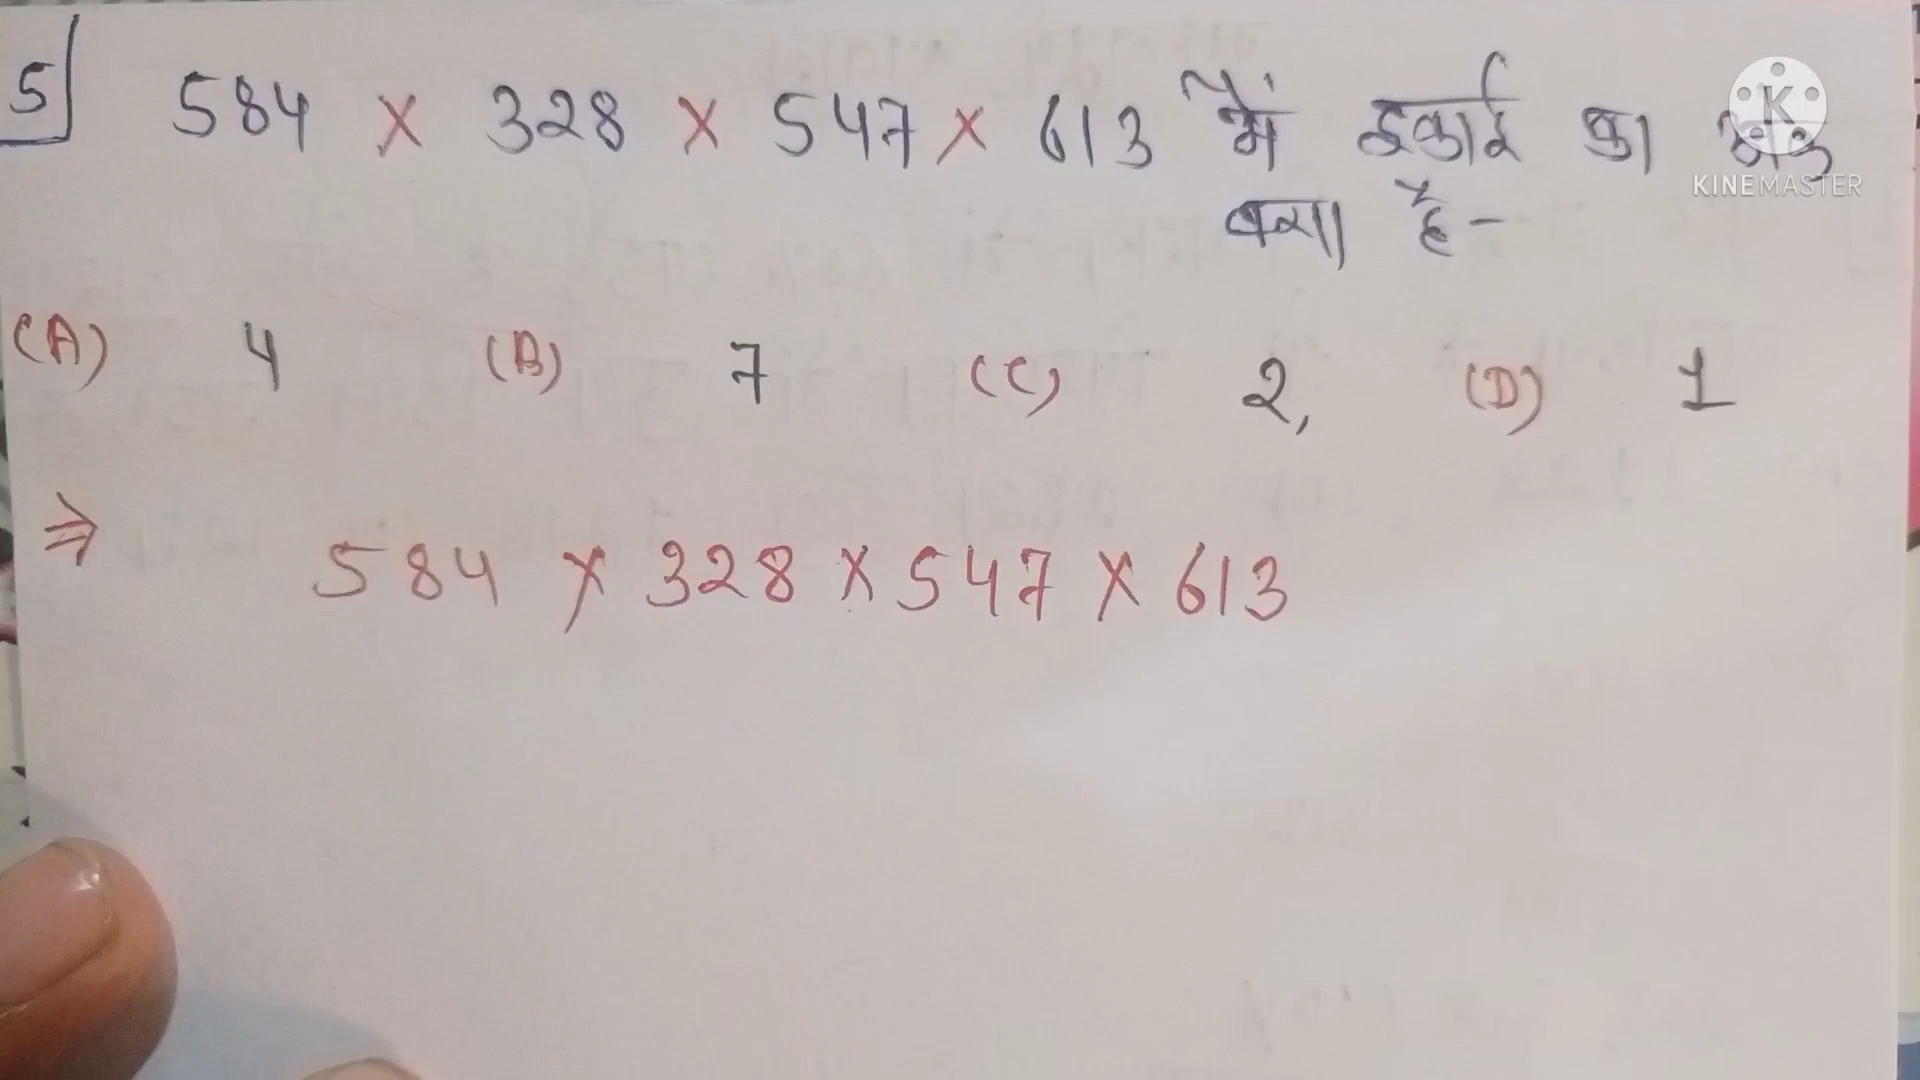 5 584 × 328 × 547 × 613 में इकाई का अंक
KINEMASTER
क्या है -
(A) 4 (B) 7 (C) 2, (D) 1
⇒ 584 × 328 × 547 × 613